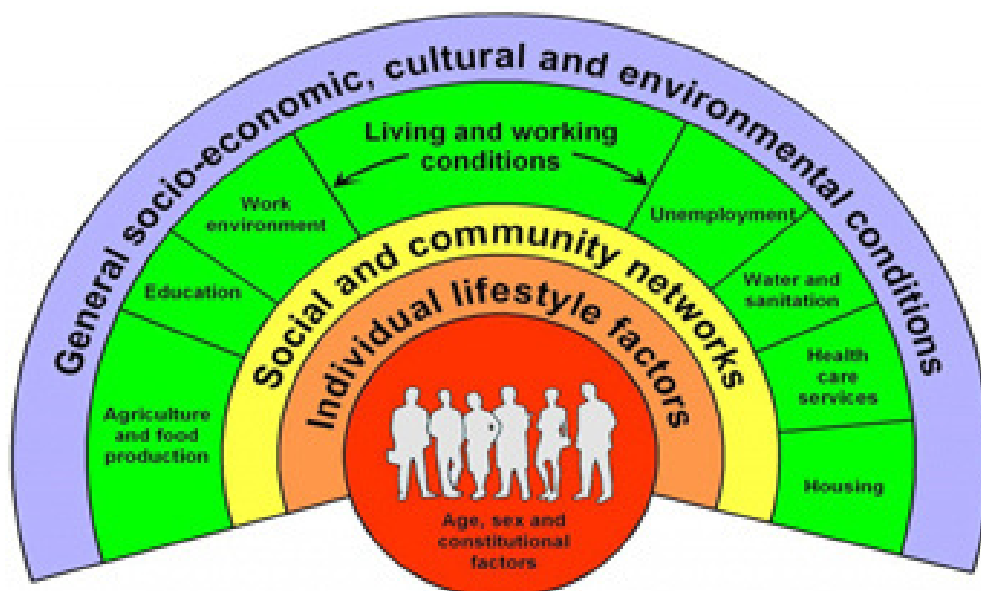 General socio-economic, cultural and environmental conditions
Living and working
conditions
Work
environment
Unemployment
Education
Water and
sanitation
Agriculture
and food
production
Health
care
services
Housing
Social and community networks
Individual lifestyle factors
Age, sex and
constitutional
factors